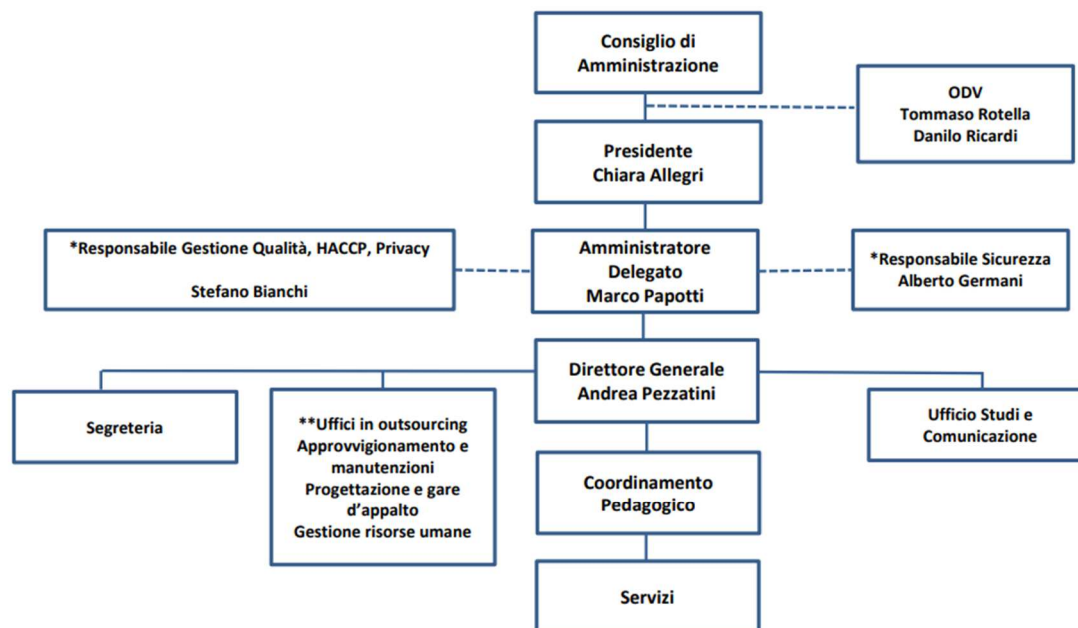 Consiglio di
Amministrazione
ODV
Tommaso Rotella
Danilo Ricardi
Presidente
Chiara Allegri
*Responsabile Gestione Qualità, HACCP, Privacy
Stefano Bianchi
Amministratore
Delegato
Marco Papotti
*Responsabile Sicurezza
Alberto Germani
Direttore Generale
Andrea Pezzatini
Segreteria
**Uffici in outsourcing
Approvvigionamento e
manutenzioni
Progettazione e gare
d'appalto
Gestione risorse umane
Ufficio Studi e
Comunicazione
Coordinamento
Pedagogico
Servizi